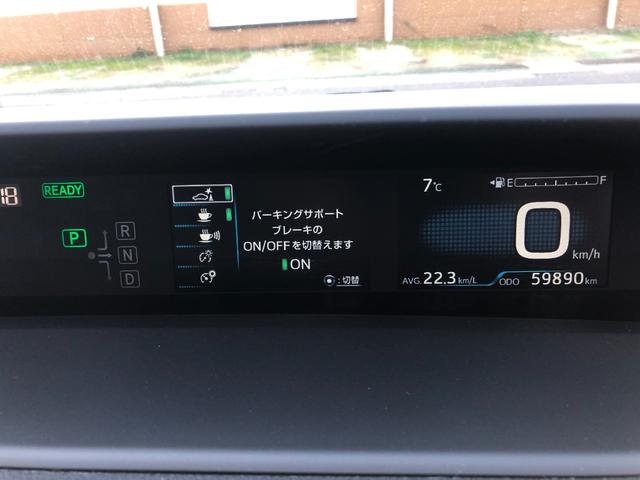 18
READY
P
R
N
D
パーキングサポート
ブレーキの
ON/OFFを切替えます
ON
:切替
7℃
E
F
0
km/h
AVG. 22.3 km/L
ODO 59890 km